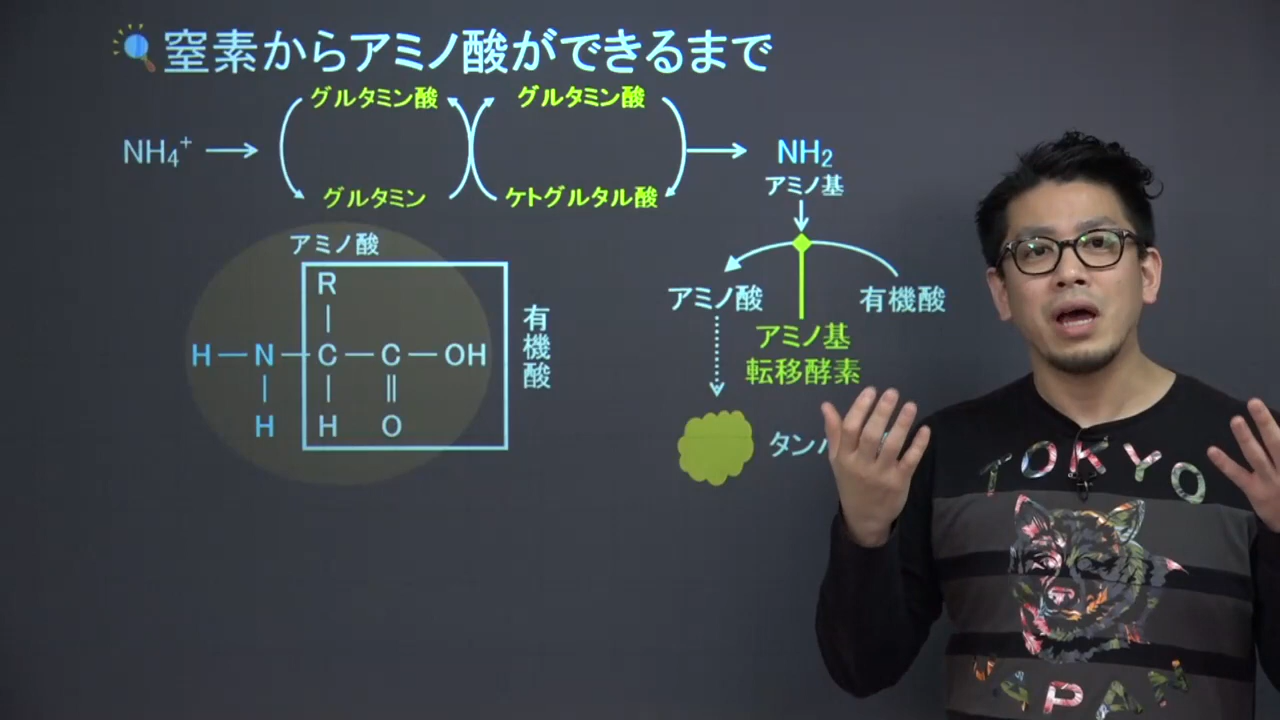 窒素からアミノ酸ができるまで
グルタミン酸 グルタミン酸
NH₄⁺ NH₂
アミノ基
グルタミン ケトグルタル酸
アミノ酸
R
H N C C OH
H H O
有機酸
アミノ酸 有機酸
アミノ基
転移酵素
タン
TOKYO
JAPAN